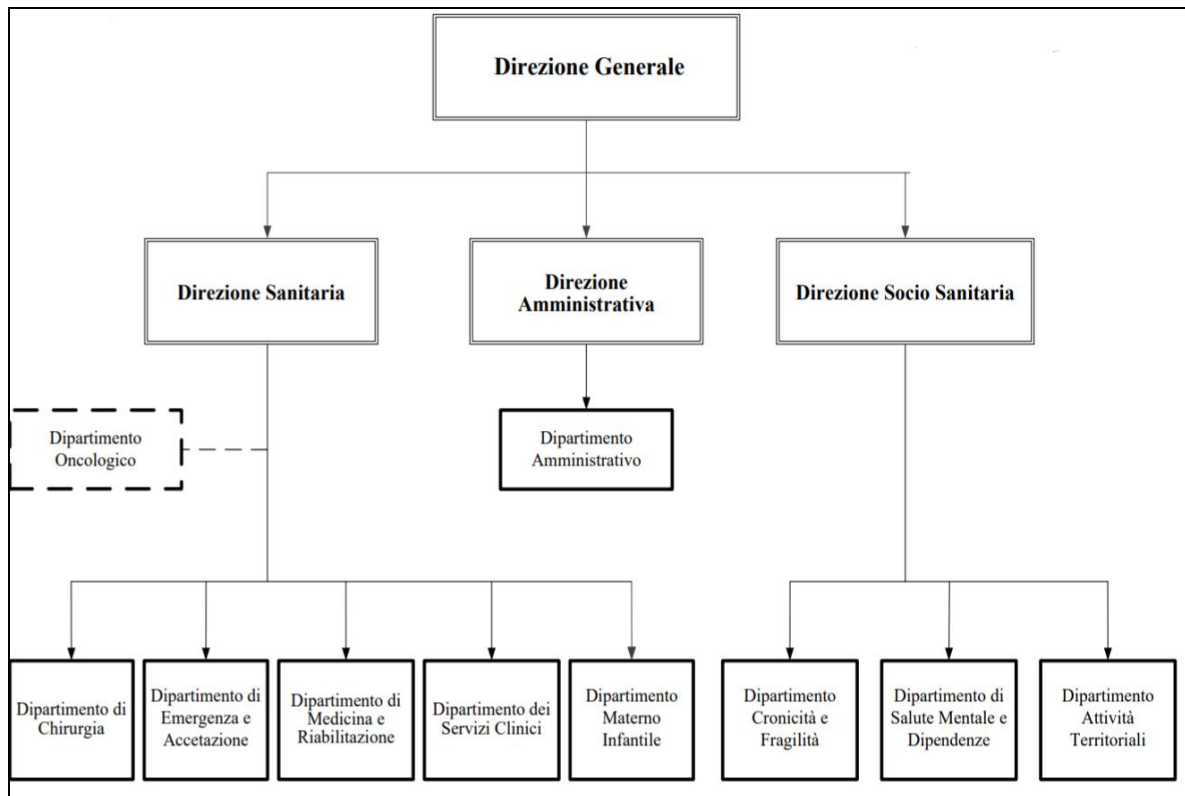 Direzione Generale
Direzione Sanitaria
Direzione
Amministrativa
Direzione Socio Sanitaria
Dipartimento
Oncologico
Dipartimento
Amministrativo
Dipartimento di
Chirurgia
Dipartimento di
Emergenza e
Accetazione
Dipartimento di
Medicina e
Riabilitazione
Dipartimento dei
Servizi Clinici
Dipartimento
Materno
Infantile
Dipartimento
Cronicità e
Fragilità
Dipartimento di
Salute Mentale e
Dipendenze
Dipartimento
Attività
Territoriali